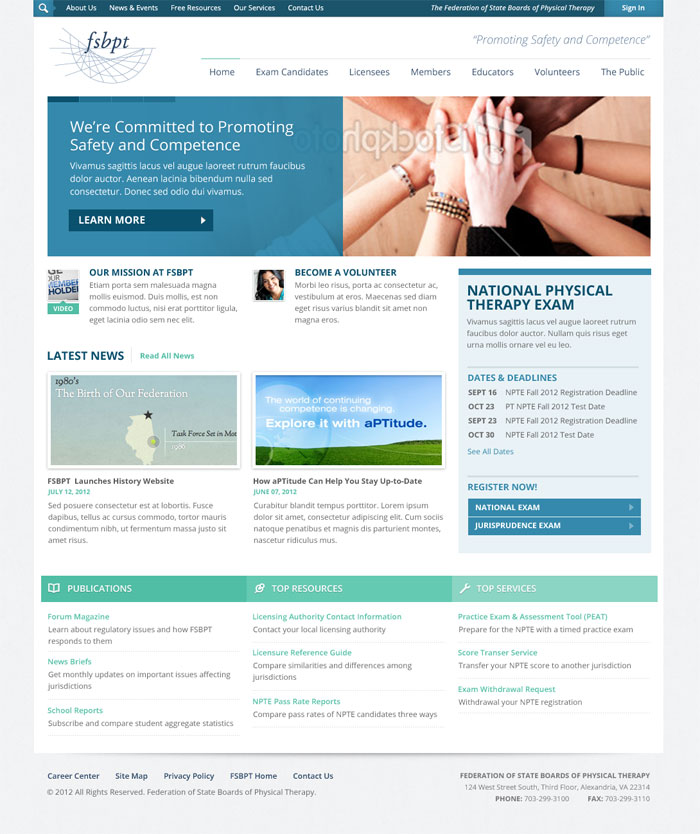 About Us News & Events Free Resources Our Services Contact Us The Federation of State Boards of Physical Therapy Sign In
fsbpt
“Promoting Safety and Competence”
Home Exam Candidates Licensees Members Educators Volunteers The Public
We’re Committed to Promoting
Safety and Competence
Vivamus sagittis lacus vel augue laoreet rutrum faucibus
dolor auctor. Aenean lacinia bibendum nulla sed
consectetur. Donec sed odio dui vivamus.
LEARN MORE
OUR MISSION AT FSBPT
Etiam porta sem malesuada magna
mollis euismod. Duis mollis, est non
commodo luctus, nisi erat porttitor ligula,
eget lacinia odio sem nec elit.
VIDEO
BECOME A VOLUNTEER
Morbi leo risus, porta ac consectetur ac,
vestibulum at eros. Maecenas sed diam
eget risus varius blandit sit amet non
magna eros.
LATEST NEWS Read All News
1980's
The Birth of Our Federation
Task Force Set in Mot
1986
FSBPT Launches History Website
JULY 12, 2012
Sed posuere consectetur est at lobortis. Fusce
dapibus, tellus ac cursus commodo, tortor mauris
condimentum nibh, ut fermentum massa justo sit
amet risus.
The world of continuing
competence is changing.
Explore it with aPTitude.
How aPTitude Can Help You Stay Up-to-Date
JUNE 07, 2012
Curabitur blandit tempus porttitor. Lorem ipsum
dolor sit amet, consectetur adipiscing elit. Cum sociis
natoque penatibus et magnis dis parturient montes,
nascetur ridiculus mus.
NATIONAL PHYSICAL
THERAPY EXAM
Vivamus sagittis lacus vel augue laoreet rutrum
faucibus dolor auctor. Nullam quis risus eget
urna mollis ornare vel eu leo.
DATES & DEADLINES
SEPT 16 NPTE Fall 2012 Registration Deadline
OCT 23 PT NPTE Fall 2012 Test Date
SEPT 23 NPTE Fall 2012 Registration Deadline
OCT 30 NPTE Fall 2012 Test Date
See All Dates
REGISTER NOW!
NATIONAL EXAM
JURISPRUDENCE EXAM
PUBLICATIONS
Forum Magazine
Learn about regulatory issues and how FSBPT
responds to them
News Briefs
Get monthly updates on important issues affecting
jurisdictions
School Reports
Subscribe and compare student aggregate statistics
TOP RESOURCES
Licensing Authority Contact Information
Contact your local licensing authority
Licensure Reference Guide
Compare similarities and differences among
jurisdictions
NPTE Pass Rate Reports
Compare pass rates of NPTE candidates three ways
TOP SERVICES
Practice Exam & Assessment Tool (PEAT)
Prepare for the NPTE with a timed practice exam
Score Transer Service
Transfer your NPTE score to another jurisdiction
Exam Withdrawal Request
Withdrawal your NPTE registration
Career Center Site Map Privacy Policy FSBPT Home Contact Us
© 2012 All Rights Reserved. Federation of State Boards of Physical Therapy.
FEDERATION OF STATE BOARDS OF PHYSICAL THERAPY
124 West Street South, Third Floor, Alexandria, VA 22314
PHONE: 703-299-3100 FAX: 703-299-3110